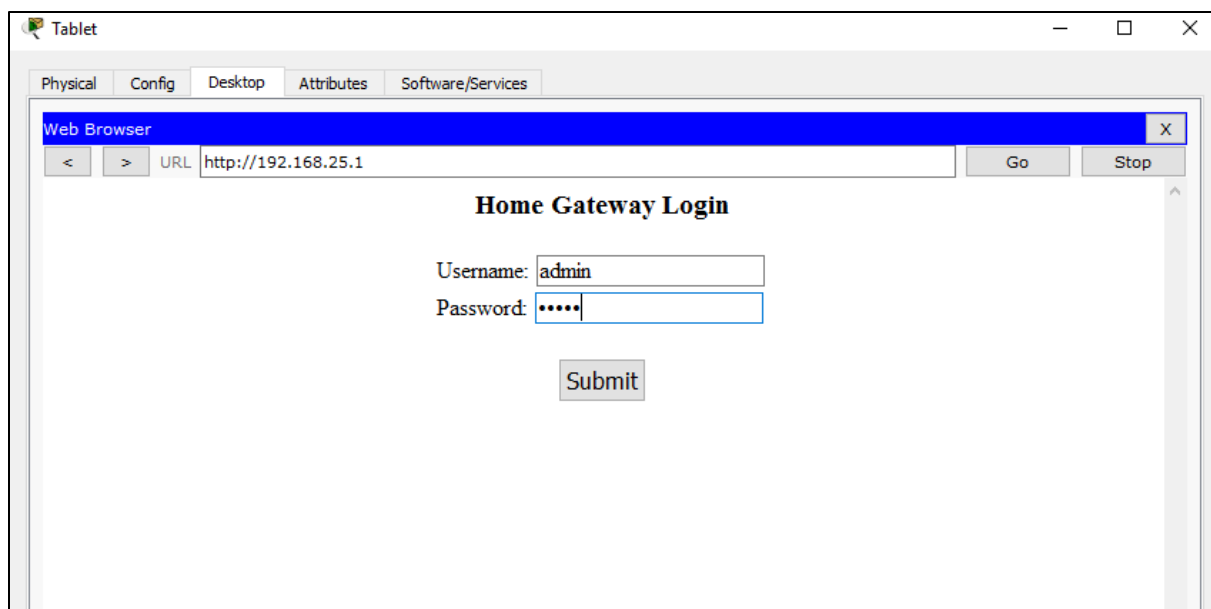 Tablet
Physical Config Desktop Attributes Software/Services
Web Browser X
< > URL http://192.168.25.1 Go Stop
Home Gateway Login
Username: admin
Password: •••••
Submit